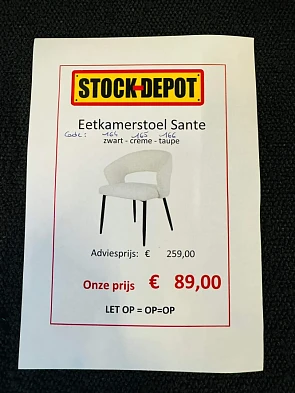 STOCK-DEPOT
Eetkamerstoel Sante
Code: 164 165 166
zwart - creme - taupe
Adviesprijs: € 259,00
Onze prijs € 89,00
LET OP = OP=OP